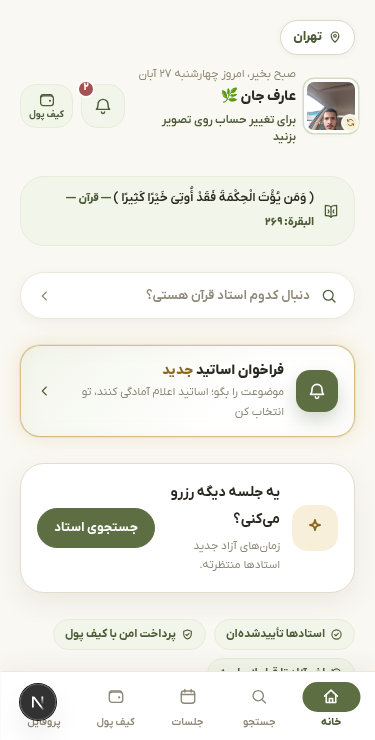 تهران
صبح بخیر، امروز چهارشنبه ۲۷ آبان
عارف جان 🌿
برای تغییر حساب روی تصویر
بزنید
۲
کیف پول
﴿ وَمَن يُؤْتَ الْحِكْمَةَ فَقَدْ أُوتِيَ خَيْرًا كَثِيرًا ﴾ — قرآن —
البقرة: ۲۶۹
دنبال کدوم استاد قرآن هستی؟
فراخوان اساتید جدید
موضوعت را بگو؛ اساتید اعلام آمادگی کنند، تو
انتخاب کن
یه جلسه دیگه رزرو
می‌کنی؟
زمان‌های آزاد جدید
استادها منتظرته.
جستجوی استاد
استادها تأییدشده‌ان
پرداخت امن با کیف پول
خانه
جستجو
جلسات
کیف پول
پروفایل
N